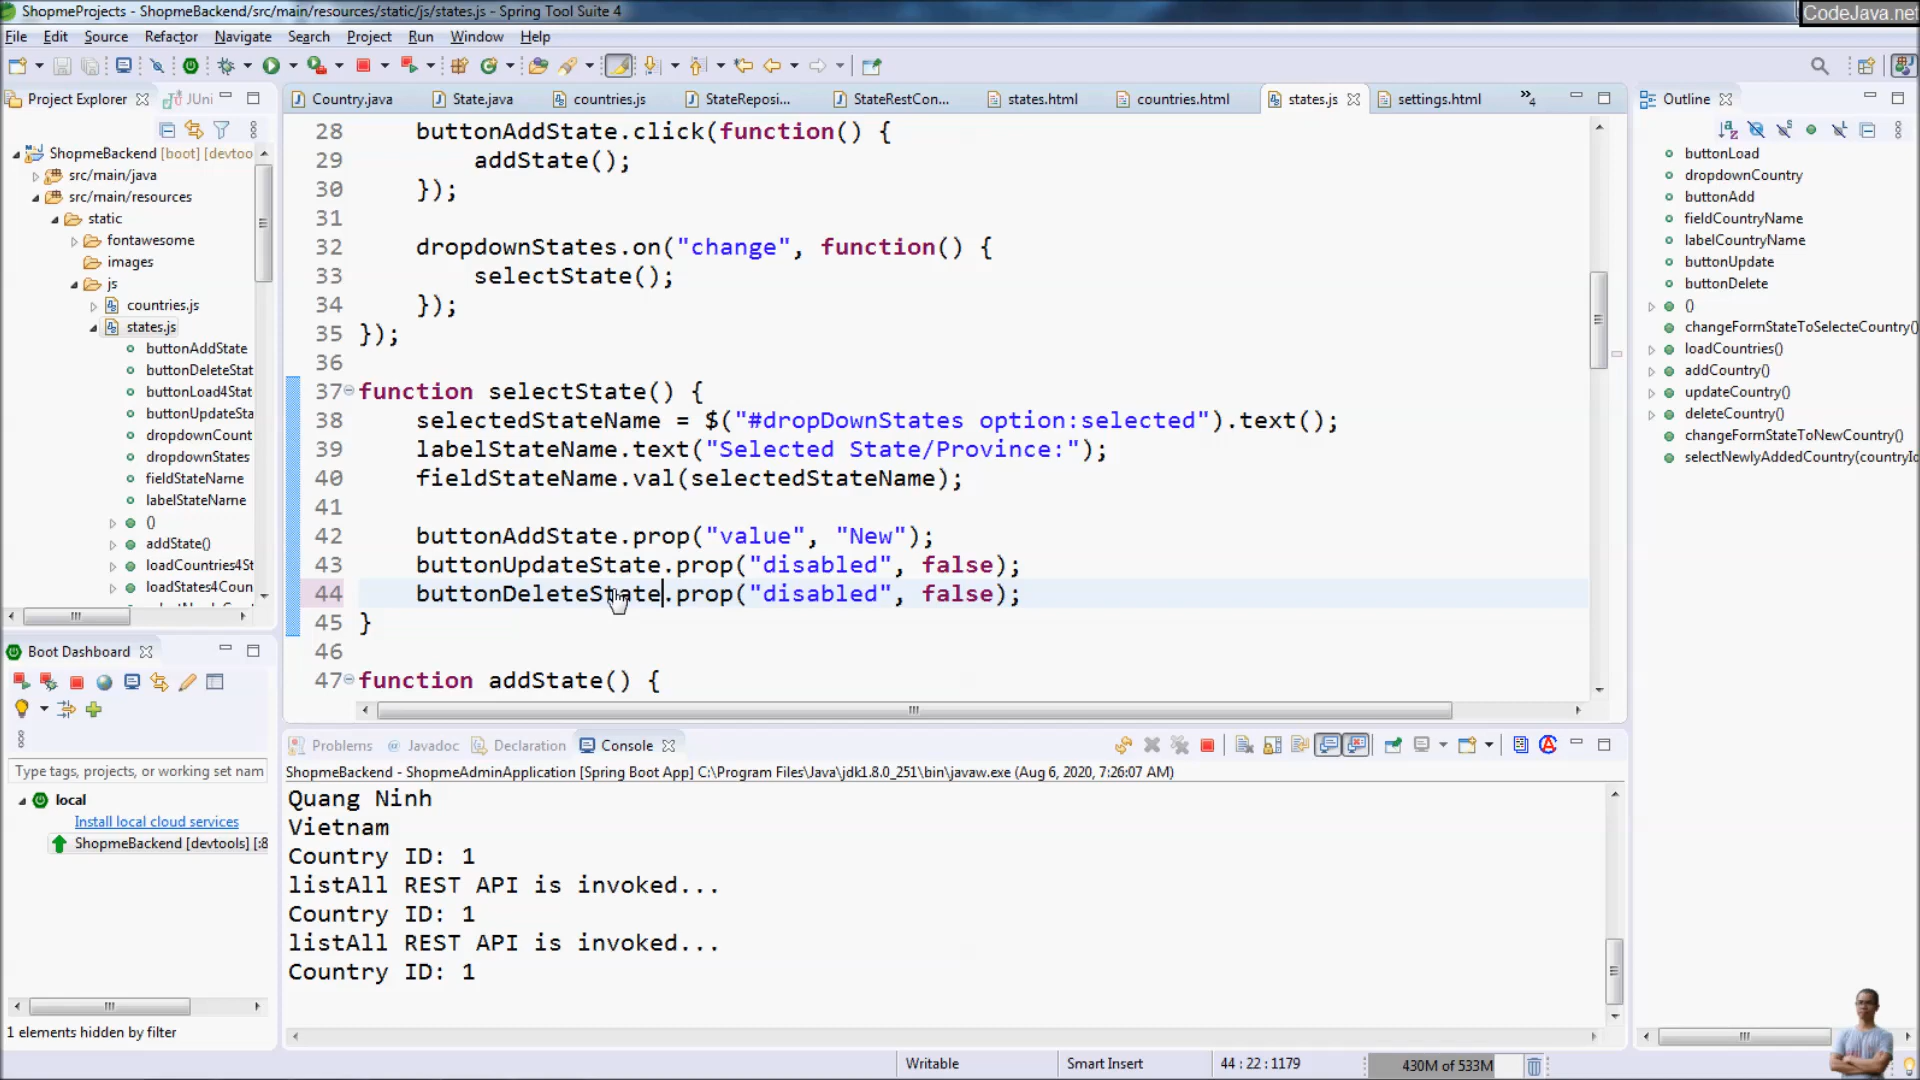 ShopmeProjects - ShopmeBackend/src/main/resources/static/js/states.js - Spring Tool Suite 4
CodeJava.net
File Edit Source Refactor Navigate Search Project Run Window Help
Project Explorer
JUni
Country.java
State.java
countries.js
StateReposi...
StateRestCon...
states.html
countries.html
states.js
settings.html
»4
Outline
ShopmeBackend [boot] [devtoo
src/main/java
src/main/resources
static
fontawesome
images
js
countries.js
states.js
buttonAddState
buttonDeleteStat
buttonLoad4Stat
buttonUpdateSta
dropdownCount
dropdownStates
fieldStateName
labelStateName
()
addState()
loadCountries4St
loadStates4Coun
28 buttonAddState.click(function() {
29 addState();
30 });
31
32 dropdownStates.on("change", function() {
33 selectState();
34 });
35 });
36
37 function selectState() {
38 selectedStateName = $("#dropDownStates option:selected").text();
39 labelStateName.text("Selected State/Province:");
40 fieldStateName.val(selectedStateName);
41
42 buttonAddState.prop("value", "New");
43 buttonUpdateState.prop("disabled", false);
44 buttonDeleteState.prop("disabled", false);
45 }
46
47 function addState() {
buttonLoad
dropdownCountry
buttonAdd
fieldCountryName
labelCountryName
buttonUpdate
buttonDelete
()
changeFormStateToSelecteCountry()
loadCountries()
addCountry()
updateCountry()
deleteCountry()
changeFormStateToNewCountry()
selectNewlyAddedCountry(countryId
Boot Dashboard
Type tags, projects, or working set nam
local
Install local cloud services
ShopmeBackend [devtools] [:8
1 elements hidden by filter
Problems
Javadoc
Declaration
Console
ShopmeBackend - ShopmeAdminApplication [Spring Boot App] C:\Program Files\Java\jdk1.8.0_251\bin\javaw.exe (Aug 6, 2020, 7:26:07 AM)
Quang Ninh
Vietnam
Country ID: 1
listAll REST API is invoked...
Country ID: 1
listAll REST API is invoked...
Country ID: 1
Writable
Smart Insert
44 : 22 : 1179
430M of 533M